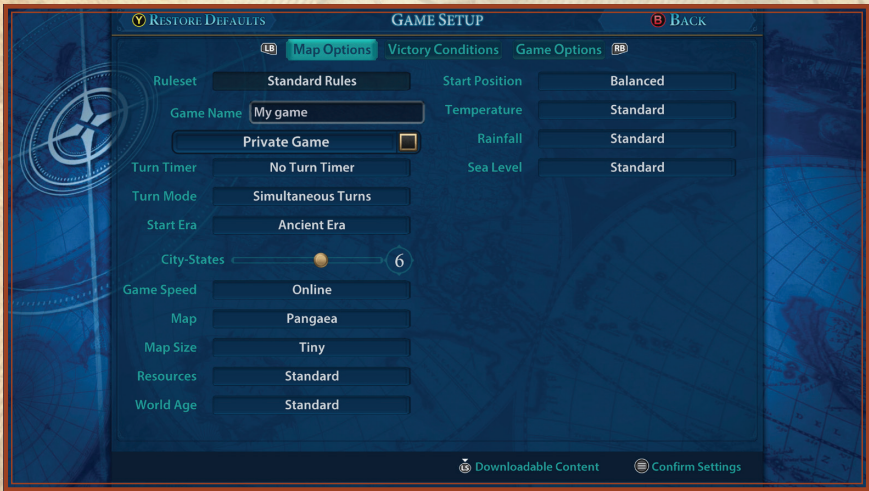 Y RESTORE DEFAULTS GAME SETUP B BACK
LB Map Options Victory Conditions Game Options RB
Ruleset Standard Rules
Game Name My game
Private Game
Turn Timer No Turn Timer
Turn Mode Simultaneous Turns
Start Era Ancient Era
City-States 6
Game Speed Online
Map Pangaea
Map Size Tiny
Resources Standard
World Age Standard
Start Position Balanced
Temperature Standard
Rainfall Standard
Sea Level Standard
LS Downloadable Content Confirm Settings